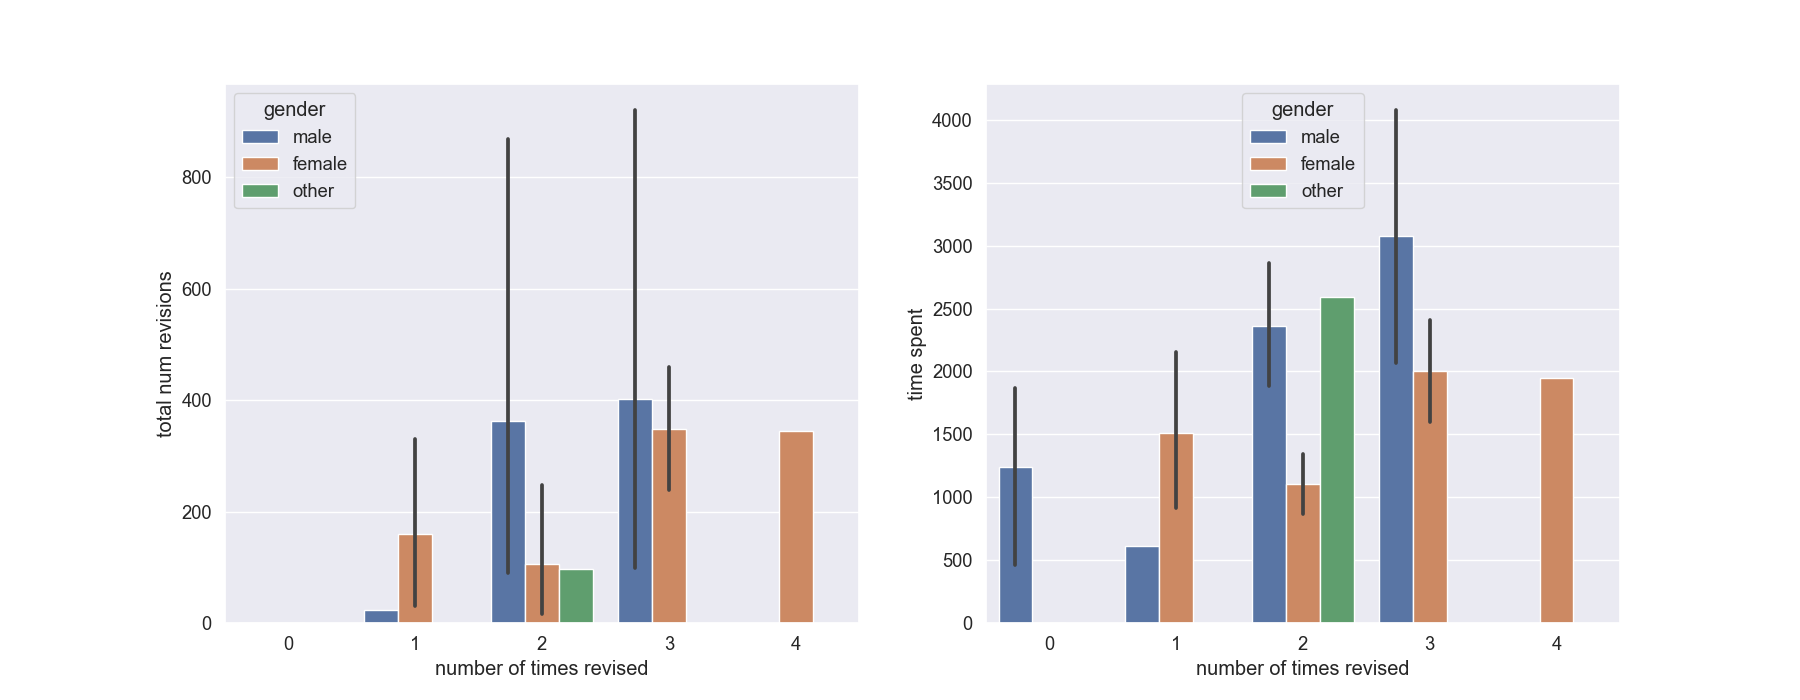 gender
male
female
other
800
600
400
200
0
total num revisions
0 1 2 3 4
number of times revised
gender
male
female
other
4000
3500
3000
2500
2000
1500
1000
500
0
time spent
0 1 2 3 4
number of times revised